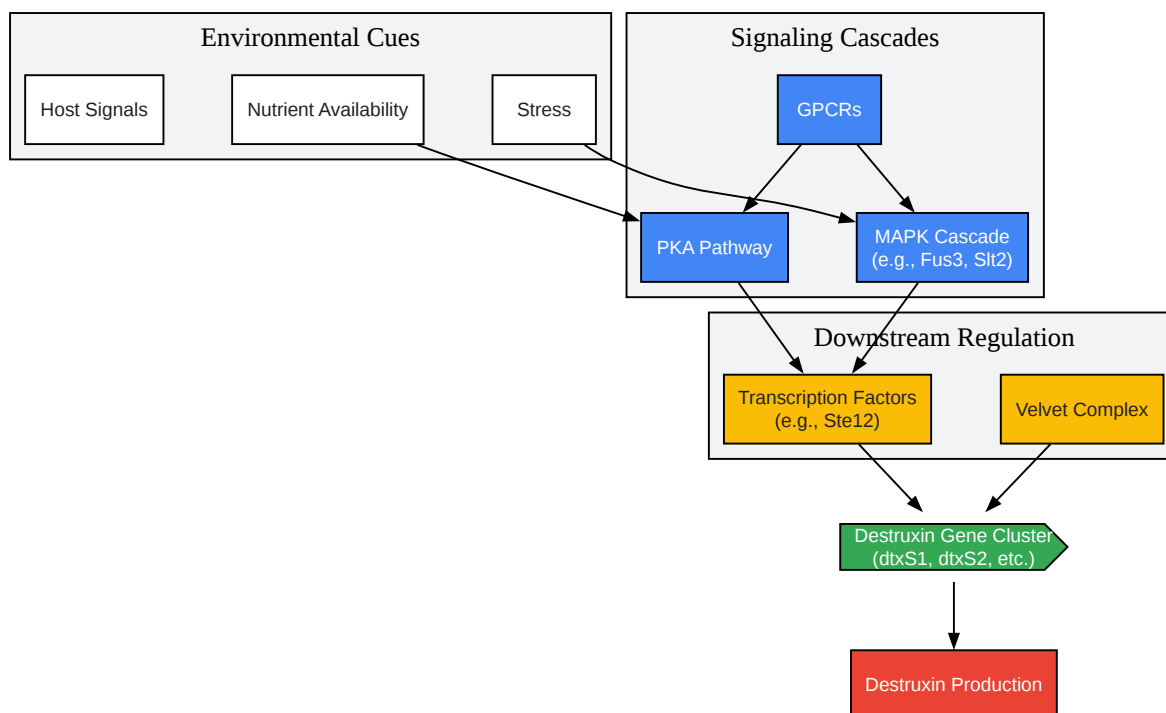 Environmental Cues
Signaling Cascades
Host Signals
Nutrient Availability
Stress
GPCRs
PKA Pathway
MAPK Cascade
(e.g., Fus3, Slt2)
Downstream Regulation
Transcription Factors
(e.g., Ste12)
Velvet Complex
Destruxin Gene Cluster
(dtxS1, dtxS2, etc.)
Destruxin Production